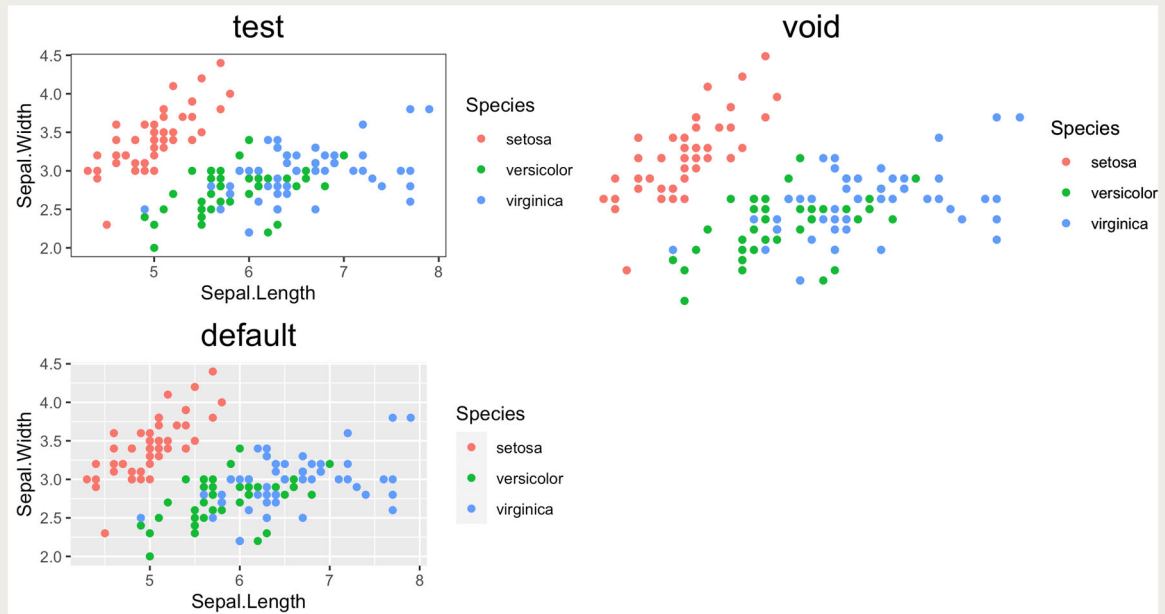 test
4.5
4.0
3.5
3.0
2.5
2.0
Sepal.Width
5 6 7 8
Sepal.Length
Species
setosa
versicolor
virginica
void
Species
setosa
versicolor
virginica
default
4.5
4.0
3.5
3.0
2.5
2.0
Sepal.Width
5 6 7 8
Sepal.Length
Species
setosa
versicolor
virginica